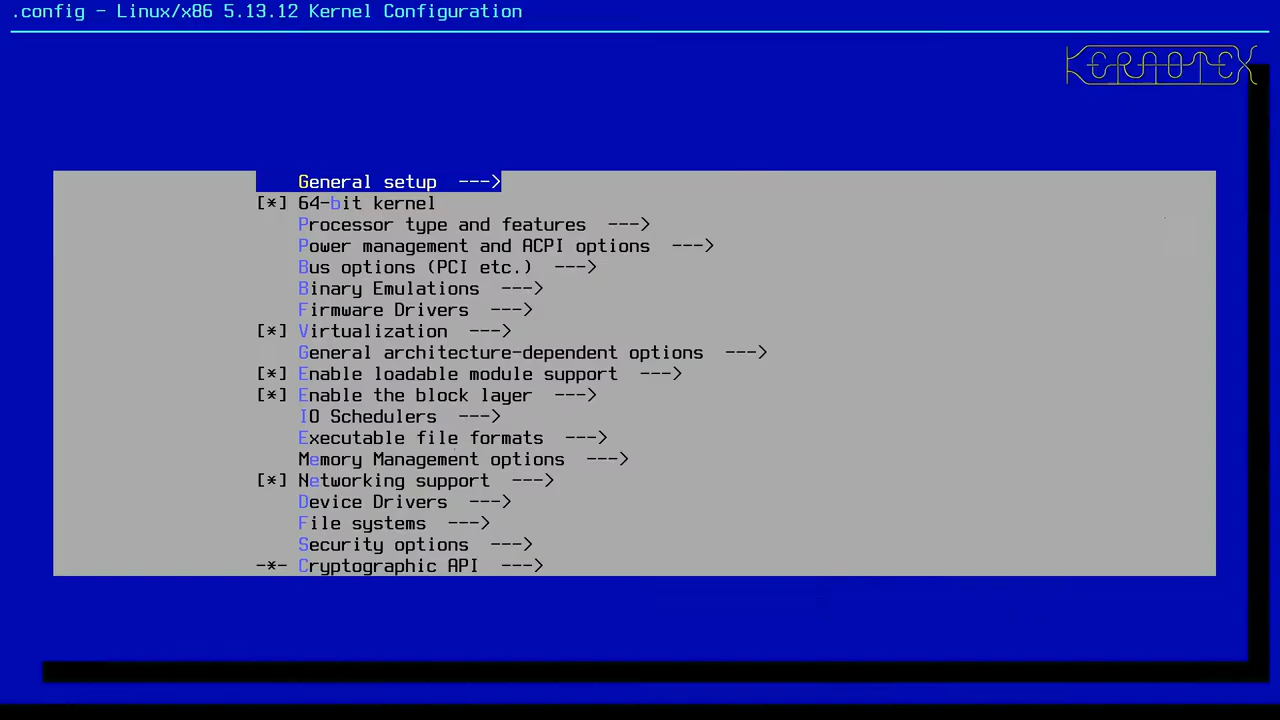 .config - Linux/x86 5.13.12 Kernel Configuration
KERNOTEX
General setup  --->
[*] 64-bit kernel
Processor type and features  --->
Power management and ACPI options  --->
Bus options (PCI etc.)  --->
Binary Emulations  --->
Firmware Drivers  --->
[*] Virtualization  --->
General architecture-dependent options  --->
[*] Enable loadable module support  --->
[*] Enable the block layer  --->
IO Schedulers  --->
Executable file formats  --->
Memory Management options  --->
[*] Networking support  --->
Device Drivers  --->
File systems  --->
Security options  --->
-*- Cryptographic API  --->